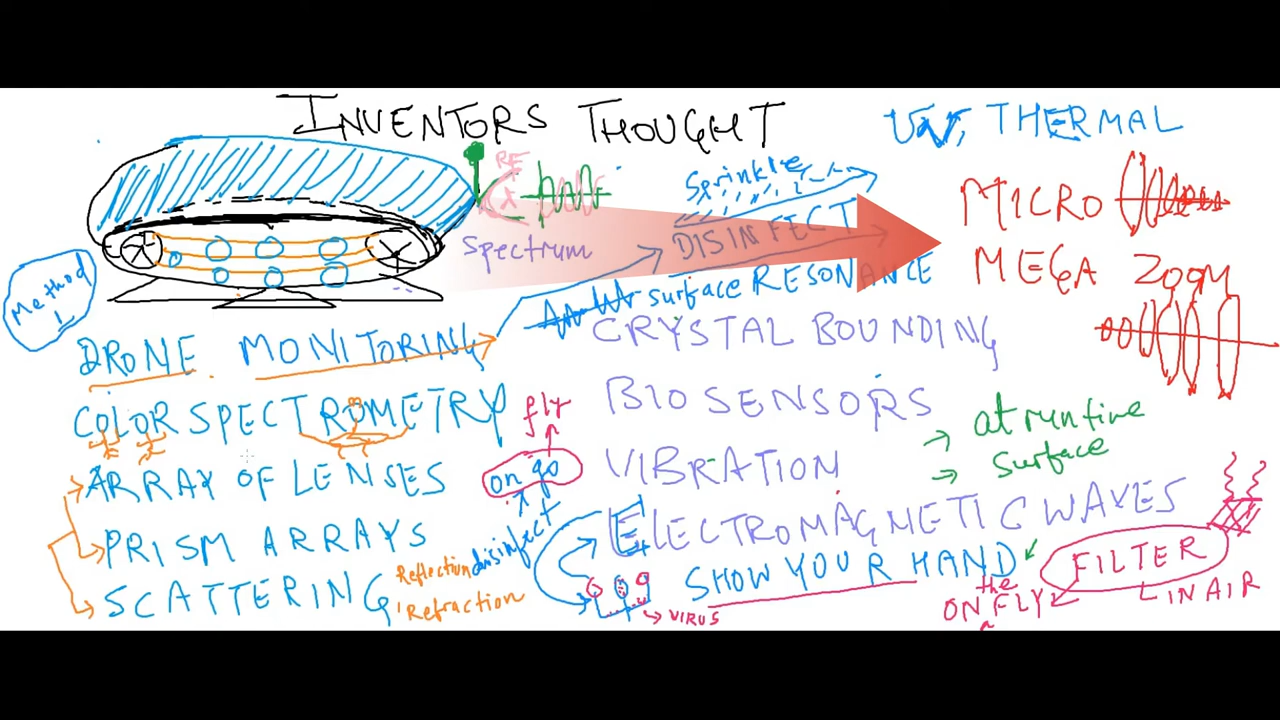 INVENTORS THOUGHT
UV, THERMAL
RF
Sprinkle
MICRO
DISINFECT
Spectrum
MEGA ZOOM
Method
1
surface RESONANCE
DRONE MONITORING
CRYSTAL BOUNDING
COLOR SPECTROMETRY
fly
BIOSENSORS
at runtime
surface
ARRAY OF LENSES
on go
VIBRATION
disinfect
ELECTROMAGNETIC WAVES
PRISM ARRAYS
SHOW YOUR HAND
FILTER
SCATTERING
Reflection
Refraction
VIRUS
the
ON FLY
IN AIR